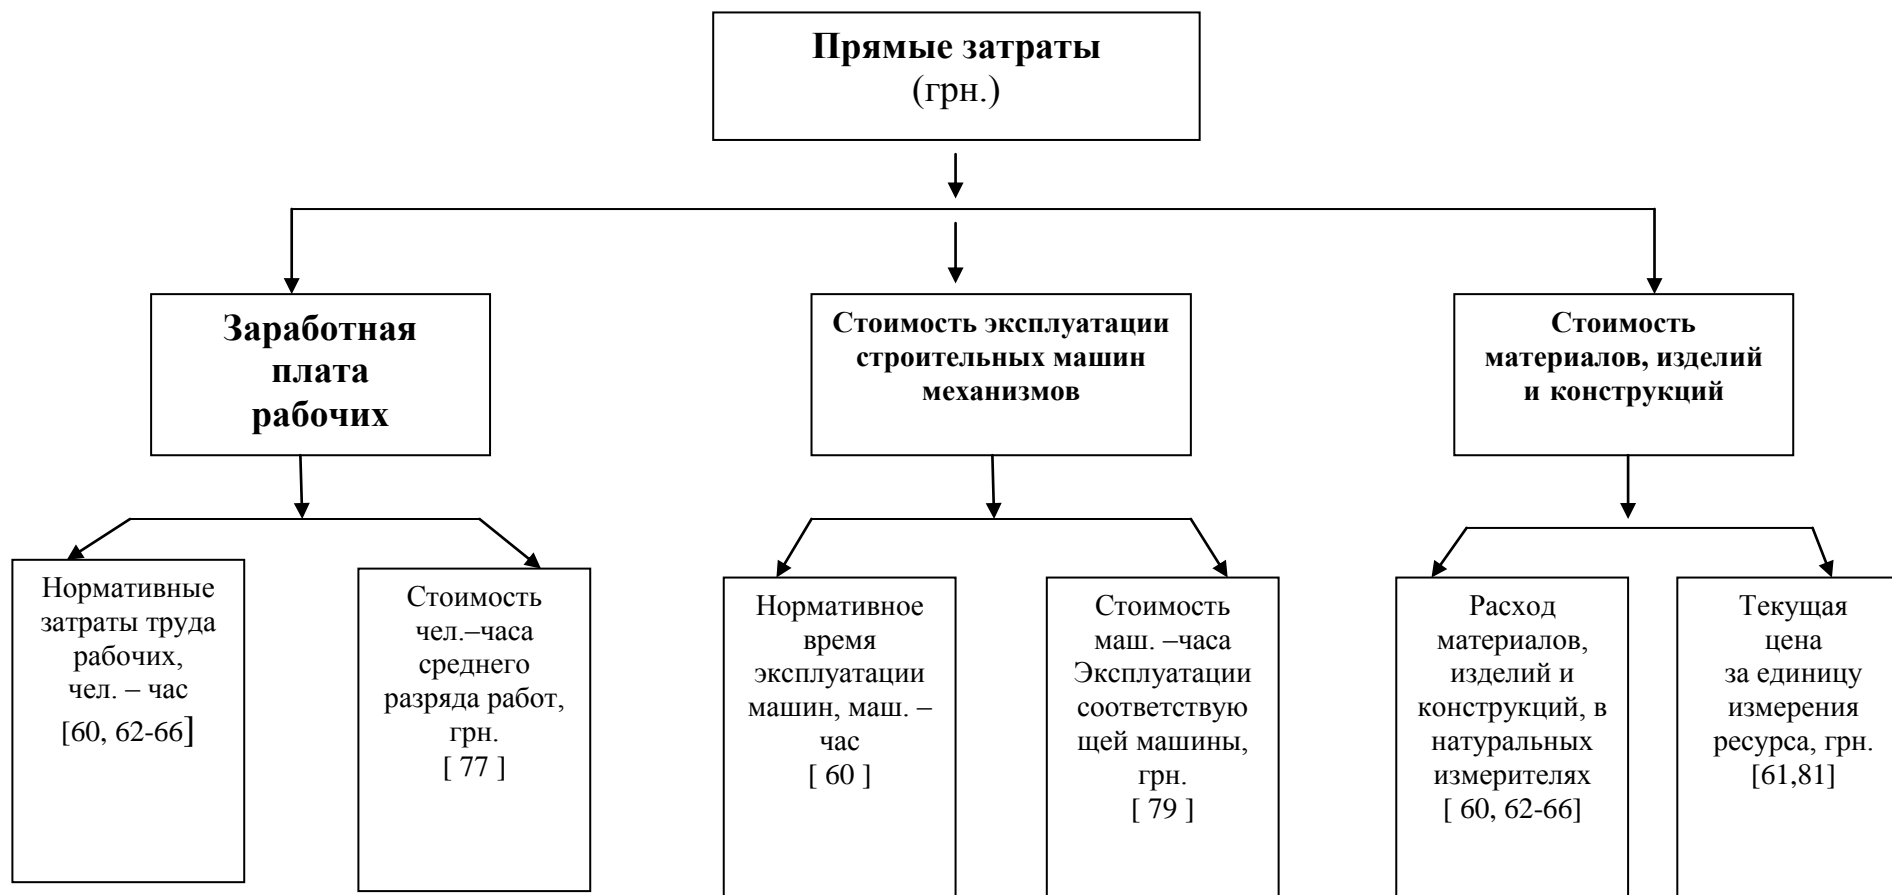 Прямые затраты
(грн.)
Заработная
плата
рабочих
Стоимость эксплуатации
строительных машин
механизмов
Стоимость
материалов, изделий
и конструкций
Нормативные
затраты труда
рабочих,
чел. – час
[60, 62-66]
Стоимость
чел.–часа
среднего
разряда работ,
грн.
[ 77 ]
Нормативное
время
эксплуатации
машин, маш. –
час
[ 60 ]
Стоимость
маш. –часа
Эксплуатации
соответствую
щей машины,
грн.
[ 79 ]
Расход
материалов,
изделий и
конструкций, в
натуральных
измерителях
[ 60, 62-66]
Текущая
цена
за единицу
измерения
ресурса, грн.
[61,81]